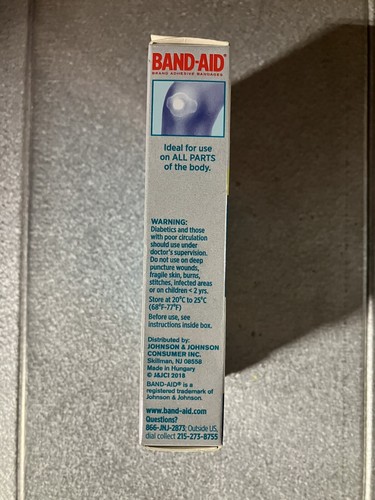 BAND-AID®
BRAND ADHESIVE BANDAGES
Ideal for use
on ALL PARTS
of the body.
WARNING:
Diabetics and those
with poor circulation
should use under
doctor's supervision.
Do not use on deep
puncture wounds,
fragile skin, burns,
stitches, infected areas
or on children < 2 yrs.
Store at 20°C to 25°C
(68°F-77°F)
Before use, see
instructions inside box.
Distributed by:
JOHNSON & JOHNSON
CONSUMER INC.
Skillman, NJ 08558
Made in Hungary
© J&JCI 2018
BAND-AID® is a
registered trademark of
Johnson & Johnson.
www.band-aid.com
Questions?
866-JNJ-2873; Outside US,
dial collect 215-273-8755